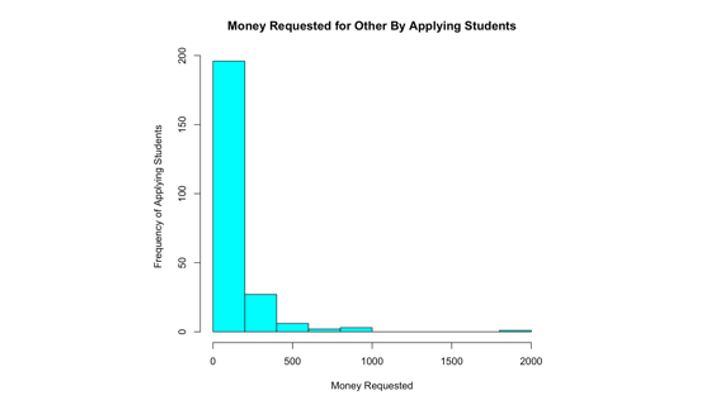 Money Requested for Other By Applying Students
Frequency of Applying Students
200
150
100
50
0
0 500 1000 1500 2000
Money Requested